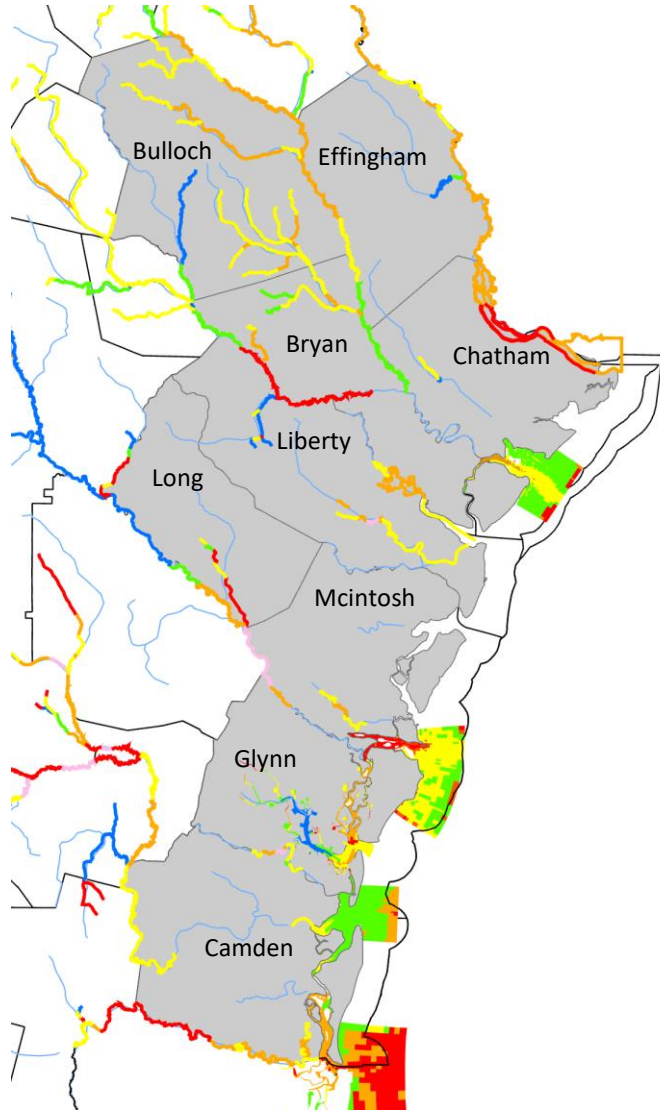 Bulloch
Effingham
Bryan
Chatham
Liberty
Long
Mcintosh
Glynn
Camden